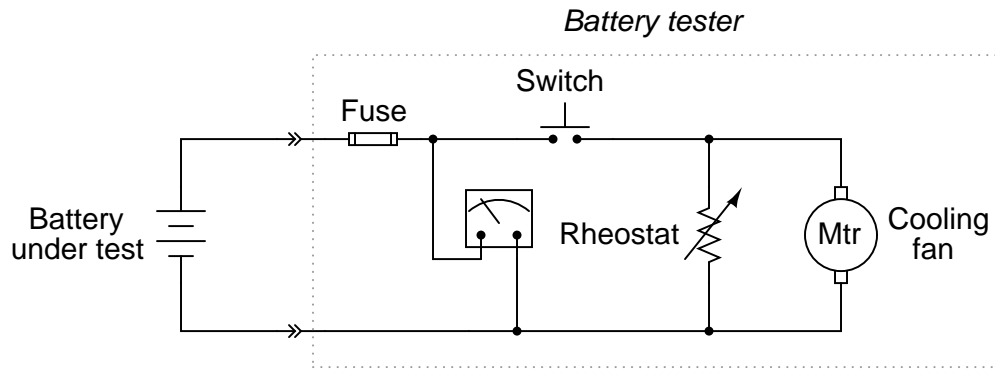 Battery tester
Switch
Fuse
Battery
under test
Rheostat
Mtr
Cooling
fan